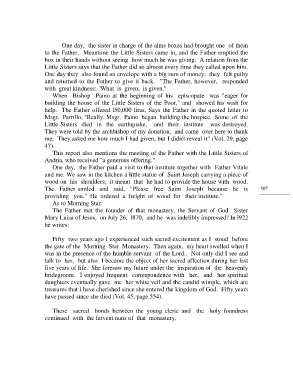 One day, the sister in charge of the alms boxes had brought one of them
to the Father. Meantime the Little Sisters came in, and the Father emptied the
box in their hands without seeing how much he was giving. A relation from the
Little Sisters says that the Father did so almost every time they called upon him.
One day they also found an envelope with a big sum of money; they felt guilty
and returned to the Father to give it back. "The Father, however, responded
with great kindness: What is given, is given."
When Bishop Paino at the beginning of his episcopate was "eager for
building the house of the Little Sisters of the Poor," and showed his wish for
help. The Father offered 150,000 liras. Says the Father in the quoted letter to
Msgr. Parrillo, "Really, Msgr. Paino began building the hospice. Some of the
Little Sisters died in the earthquake, and their institute was destroyed.
They were told by the archbishop of my donation, and came over here to thank
me. They asked me how much I had given, but I didn't reveal it" (Vol. 29, page
47).
This report also mentions the meeting of the Father with the Little Sisters of
Andria, who received "a generous offering."
One day, the Father paid a visit to that institute together with Father Vitale
and me. We saw in the kitchen a little statue of Saint Joseph carrying a piece of
wood on his shoulders; it meant that he had to provide the house with wood.
The Father smiled and said, "Please free Saint Joseph because he is
providing you." He ordered a freight of wood for their institute."
507
As to Morning Star:
The Father met the founder of that monastery, the Servant of God Sister
Mary Luisa of Jesus, on July 26, 1870, and he was indelibly impressed! In 1922
he writes:
Fifty two years ago I experienced such sacred excitement as I stood before
the gate of the Morning Star Monastery. Then again, my heart swelled when I
was in the presence of the humble servant of the Lord. Not only did I see and
talk to her, but also I became the object of her sacred affection during her last
five years of life. She foresaw my future under the inspiration of the heavenly
bridegroom. I enjoyed frequent correspondence with her, and her spiritual
daughters eventually gave me her white veil and the candid wimple, which are
treasures that I have cherished since she entered the kingdom of God. Fifty years
have passed since she died (Vol. 45, page 554).
These sacred bonds between the young cleric and the holy foundress
continued with the fervent nuns of that monastery,